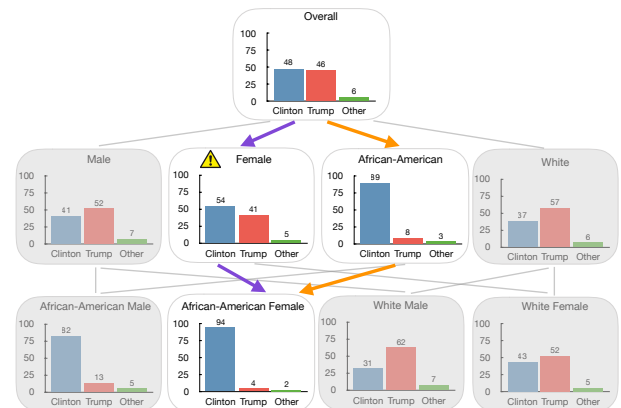 Overall
100
75
50
25
0
48 46 6
Clinton Trump Other
Male
100
75
50
25
0
41 52 7
Clinton Trump Other
Female
100
75
50
25
0
54 41 5
Clinton Trump Other
African-American
100
75
50
25
0
89 8 3
Clinton Trump Other
White
100
75
50
25
0
37 57 6
Clinton Trump Other
African-American Male
100
75
50
25
0
82 13 5
Clinton Trump Other
African-American Female
100
75
50
25
0
94 4 2
Clinton Trump Other
White Male
100
75
50
25
0
31 62 7
Clinton Trump Other
White Female
100
75
50
25
0
43 52 5
Clinton Trump Other